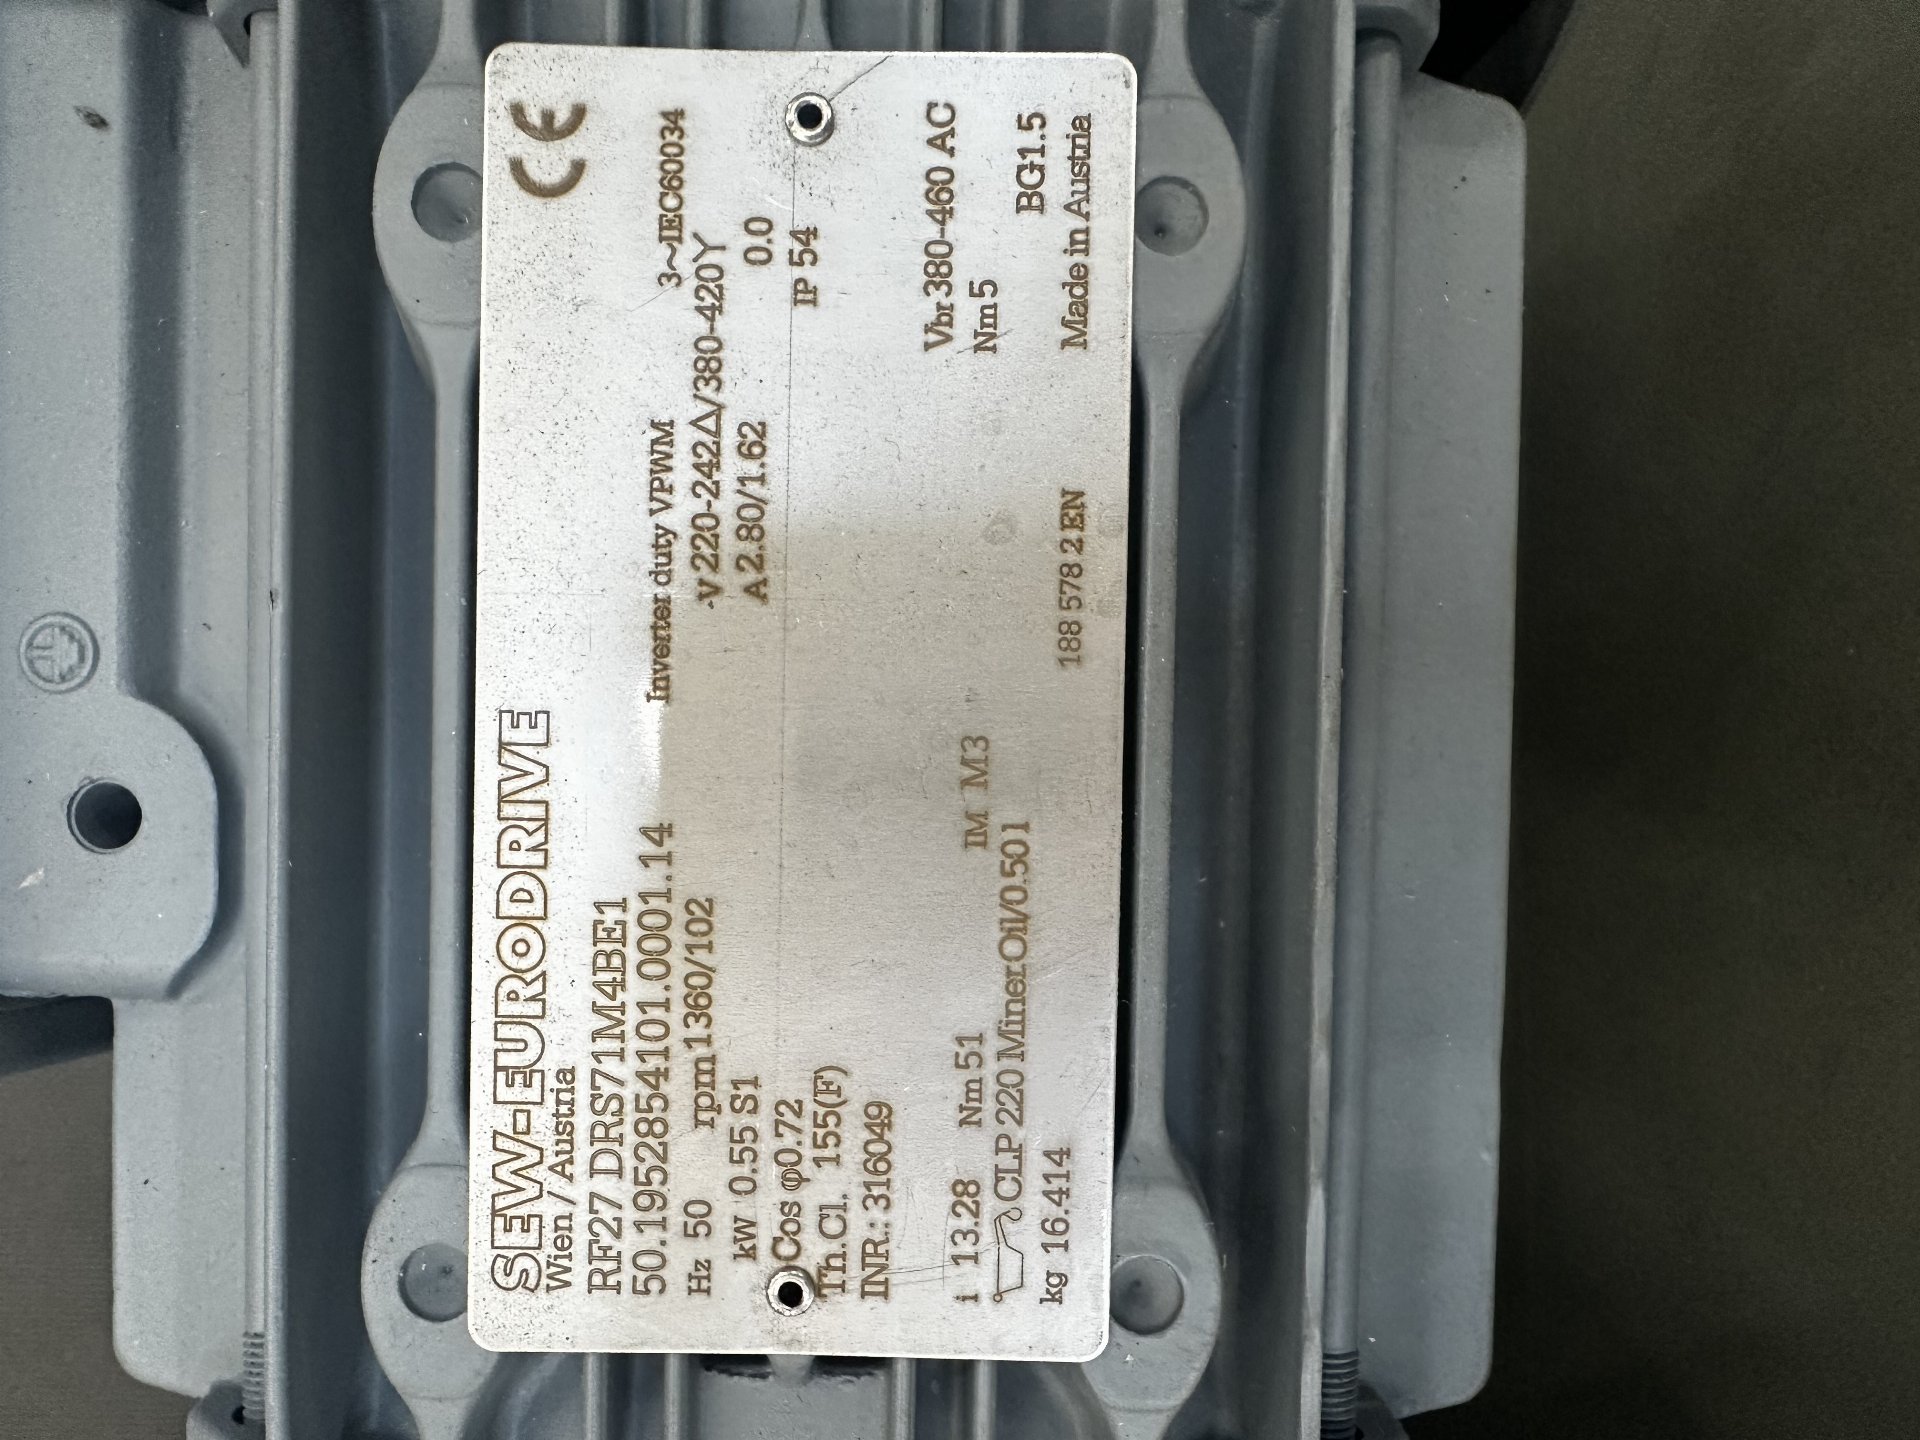 SEW-EURODRIVE
CE
Wien / Austria
RF27 DRS71M4BE1
50.1952854101.0001.14
Inverter duty VPWM 3~IEC60034
Hz 50 rpm 1360/102 V 220-242Δ/380-420Y
kW 0.55 S1 A 2.80/1.62 0.0
Cos φ0.72 IP 54
Th.Cl. 155(F)
INR.: 316049
Vbr 380-460 AC
i 13.28 Nm 51 IM M3 Nm 5
CLP 220 Miner.Oil/0.50 l BG1.5
kg 16.414 188 578 2 EN Made in Austria